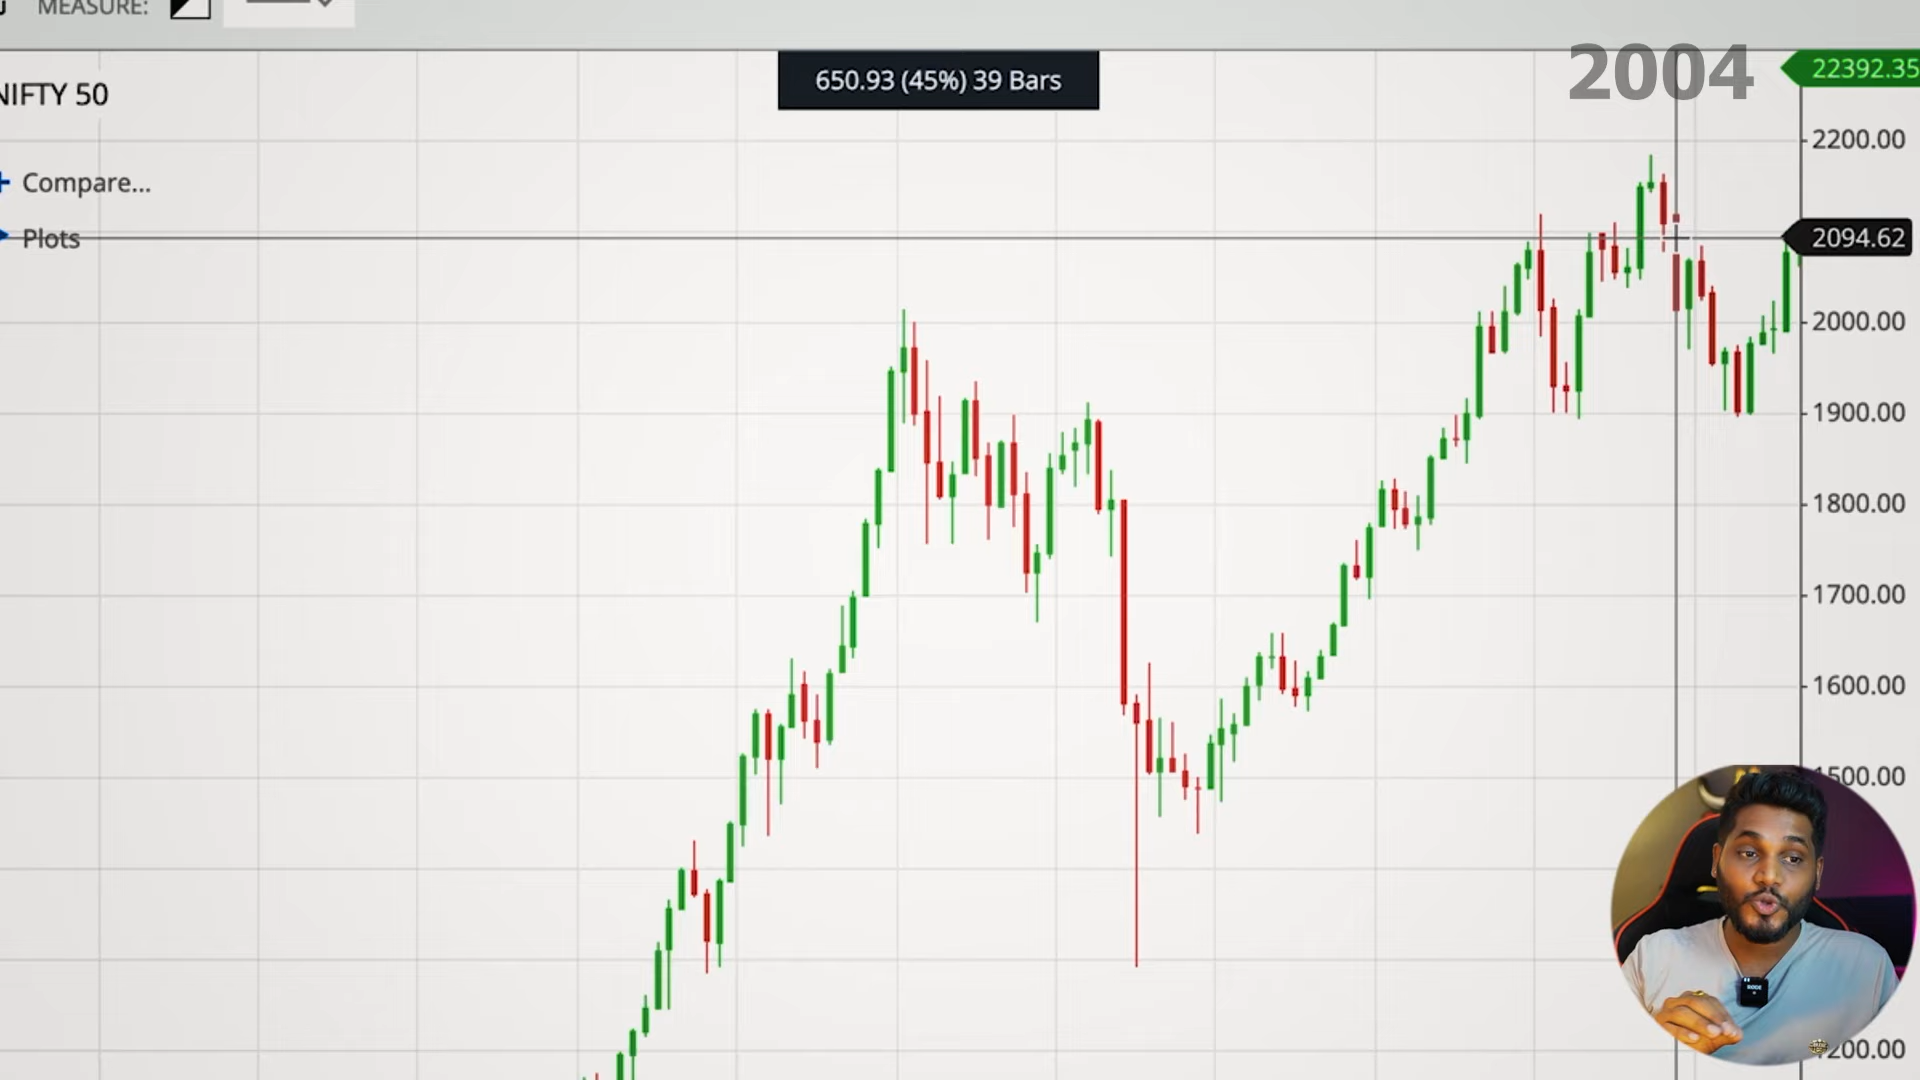 MEASURE:
650.93 (45%) 39 Bars
2004
22392.35
NIFTY 50
2200.00
Compare...
Plots
2094.62
2000.00
1900.00
1800.00
1700.00
1600.00
1500.00
RODE
1200.00